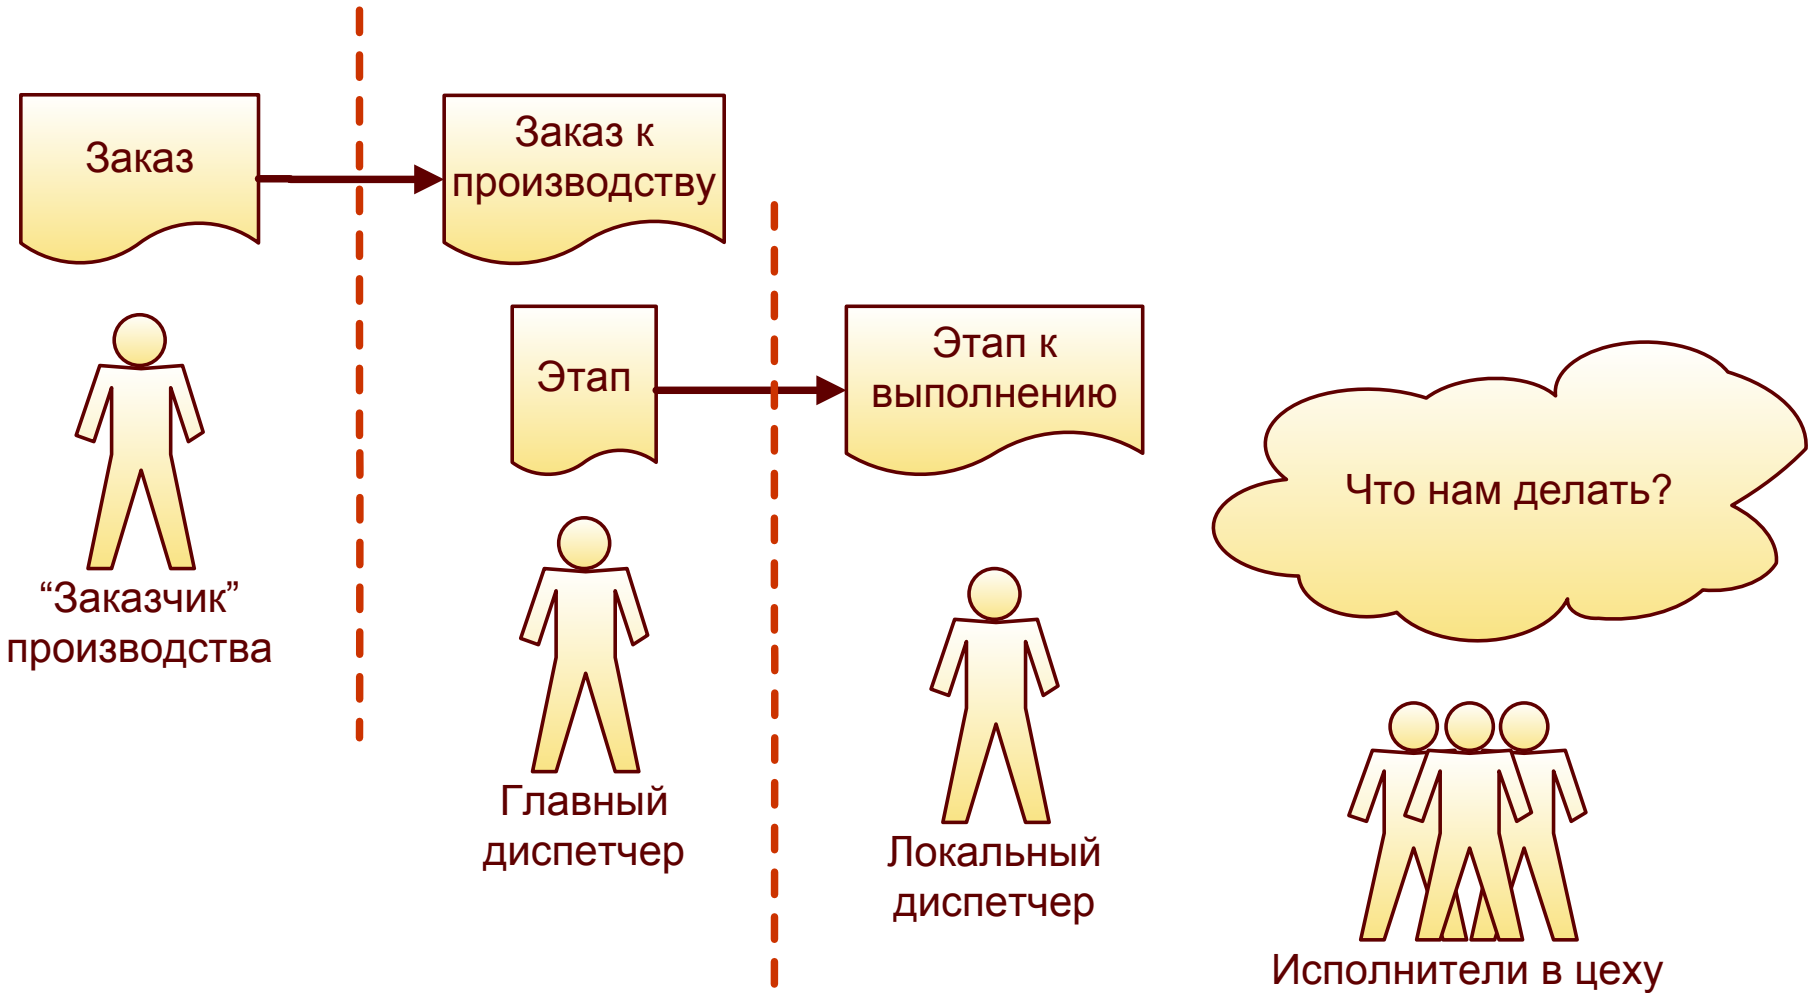 Заказ
Заказ к
производству
Этап
Этап к
выполнению
Что нам делать?
“Заказчик”
производства
Главный
диспетчер
Локальный
диспетчер
Исполнители в цеху